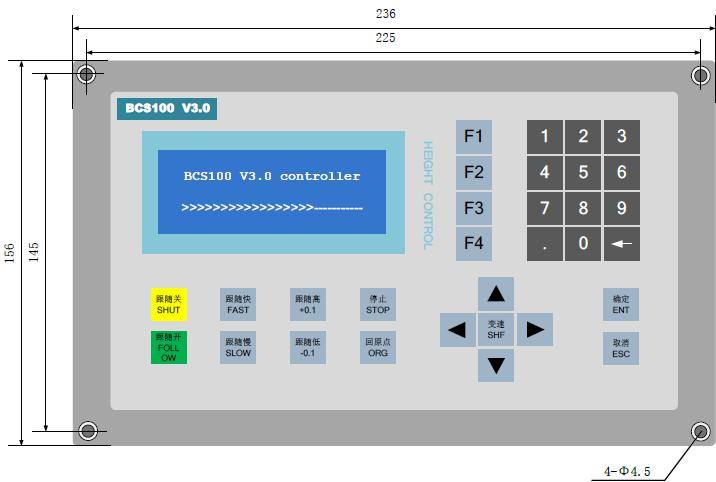 236
225
156
145
BCS100 V3.0
BCS100 V3.0 controller
>>>>>>>>>>>>>>>>>-----------
HEIGHT CONTROL
F1
F2
F3
F4
1 2 3
4 5 6
7 8 9
. 0 ←
跟随关
SHUT
跟随快
FAST
跟随高
+0.1
停止
STOP
跟随开
FOLL
OW
跟随慢
SLOW
跟随低
-0.1
回原点
ORG
▲
◀
变速
SHF
▶
▼
确定
ENT
取消
ESC
4-Φ4.5